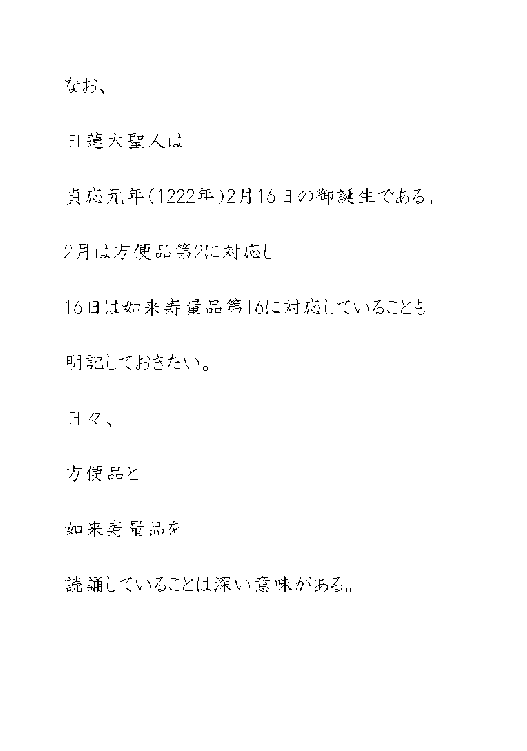 なお、
日蓮大聖人は
貞応元年(1222年)2月16日の御誕生である。
2月は方便品第2に対応し
16日は如来寿量品第16に対応していることも
明記しておきたい。
日々、
方便品と
如来寿量品を
読誦していることは深い意味がある。